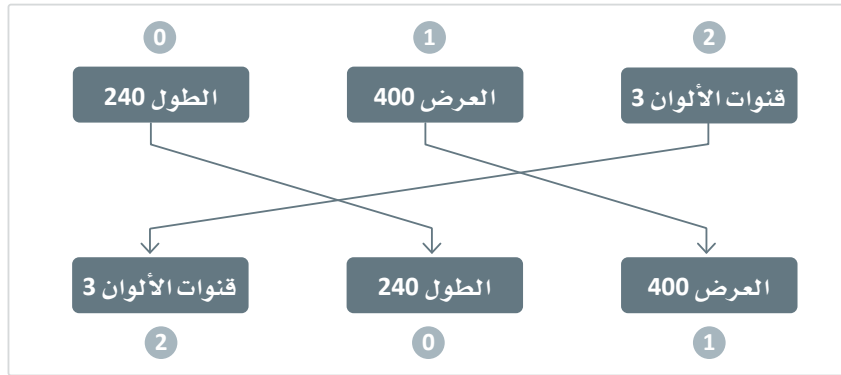 0 1 2
الطول 240
العرض 400
قنوات الألوان 3
قنوات الألوان 3
الطول 240
العرض 400
2 0 1